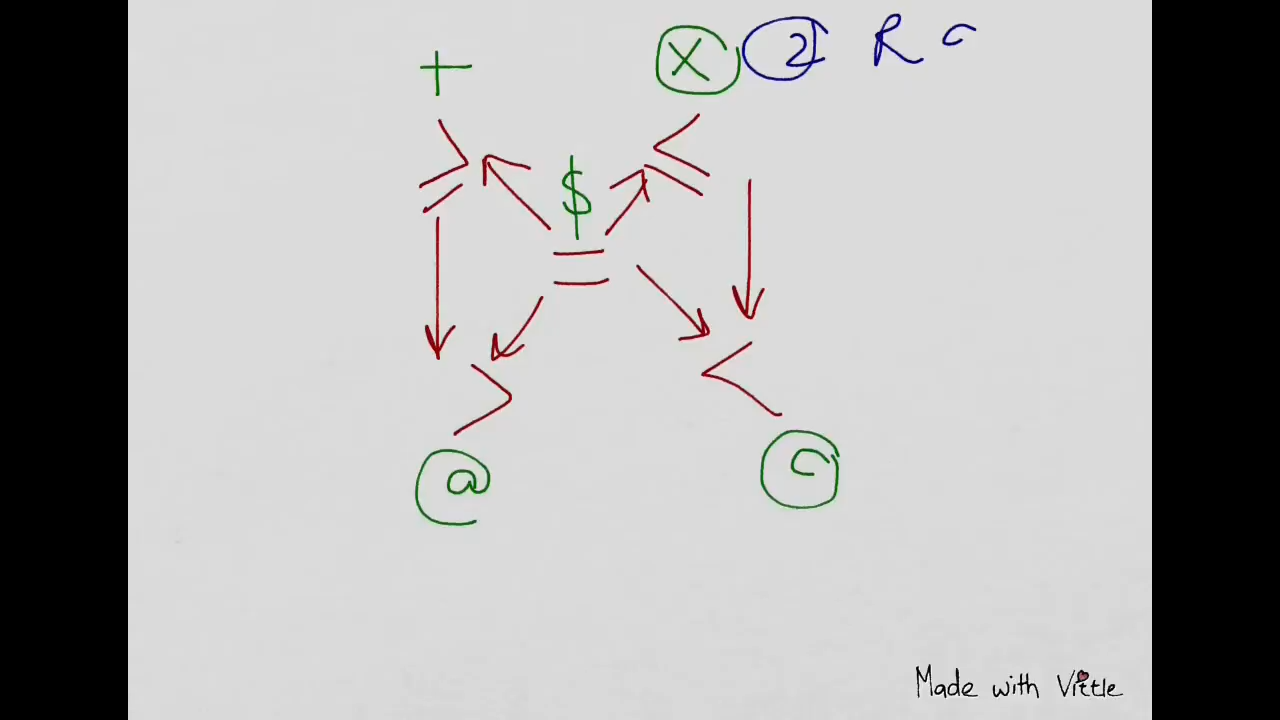 + × 2 R c
≥ ≤
$
=
> <
@ ©
Made with Vittle